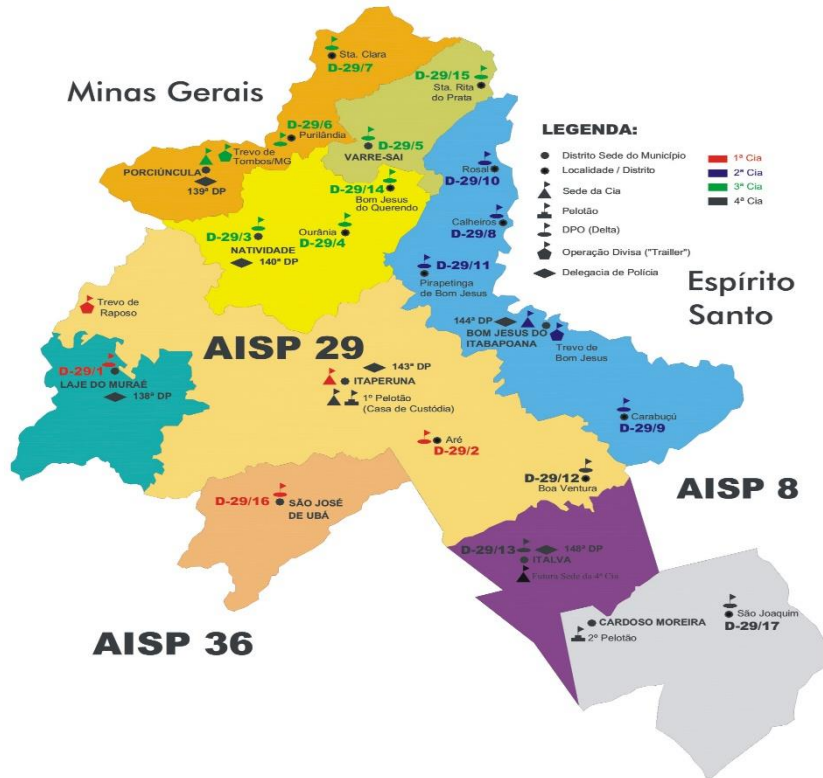 Minas Gerais
Sta. Clara
D-29/7
D-29/15
Sta. Rita
do Prata
D-29/6
Purilândia
Trevo de
Tombos/MG
PORCIÚNCULA
139ª DP
D-29/5
VARRE-SAI
D-29/14
Bom Jesus
do Querendo
D-29/3
NATIVIDADE
140ª DP
Ourânia
D-29/4
Rosal
D-29/10
Calheiros
D-29/8
D-29/11
Pirapetinga
de Bom Jesus
LEGENDA:
Distrito Sede do Município
Localidade / Distrito
Sede da Cia
Pelotão
DPO (Delta)
Operação Divisa ("Trailler")
Delegacia de Polícia
1ª Cia
2ª Cia
3ª Cia
4ª Cia
Espírito
Santo
Trevo de
Raposo
144ª DP
BOM JESUS DO
ITABAPOANA
Trevo de
Bom Jesus
AISP 29
D-29/1
LAJE DO MURAÉ
138ª DP
143ª DP
ITAPERUNA
1º Pelotão
(Casa de Custódia)
Carabuçú
D-29/9
Aré
D-29/2
D-29/12
Boa Ventura
AISP 8
D-29/16
SÃO JOSÉ
DE UBÁ
D-29/13
148ª DP
ITALVA
Futura Sede da 4ª Cia
AISP 36
CARDOSO MOREIRA
2º Pelotão
São Joaquim
D-29/17